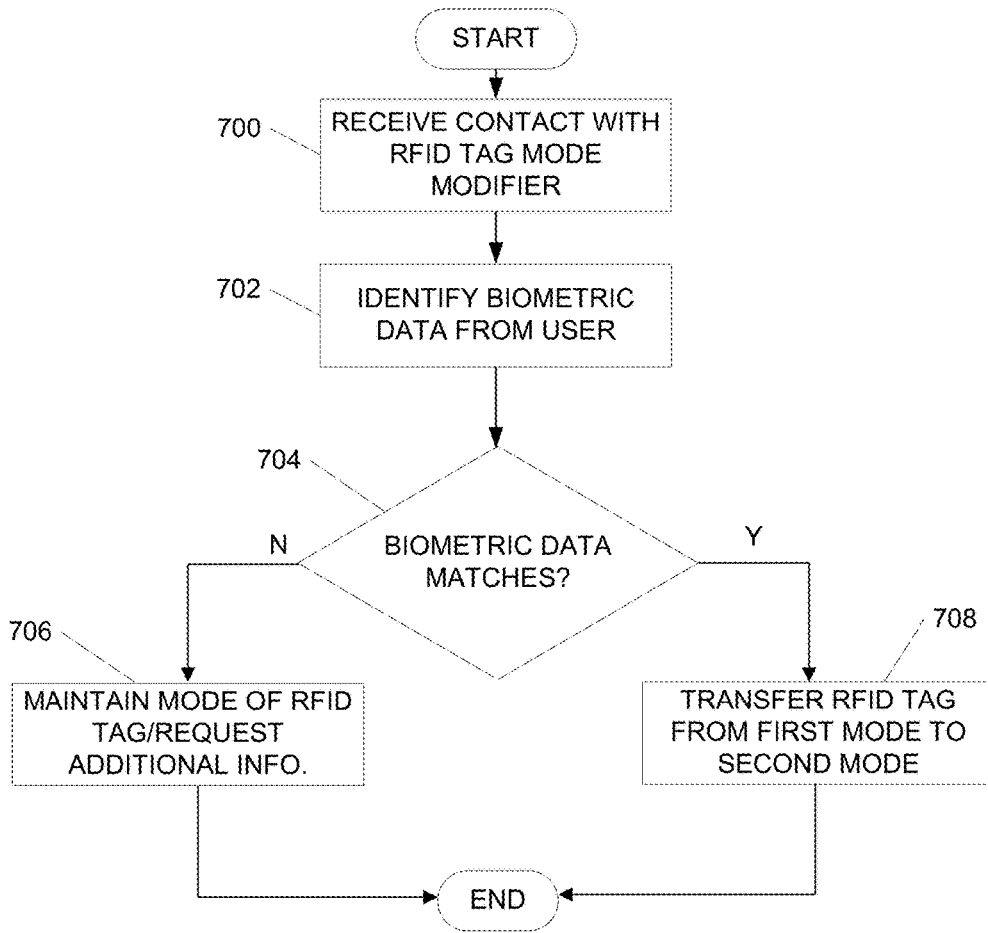 START
700
RECEIVE CONTACT WITH
RFID TAG MODE
MODIFIER
702
IDENTIFY BIOMETRIC
DATA FROM USER
704
BIOMETRIC DATA
MATCHES?
N
Y
706
MAINTAIN MODE OF RFID
TAG/REQUEST
ADDITIONAL INFO.
708
TRANSFER RFID TAG
FROM FIRST MODE TO
SECOND MODE
END